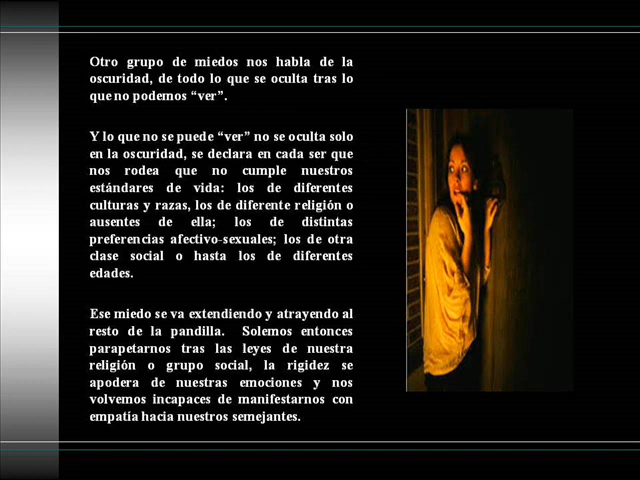 Otro grupo de miedos nos habla de la
oscuridad, de todo lo que se oculta tras lo
que no podemos “ver”.
Y lo que no se puede “ver” no se oculta solo
en la oscuridad, se declara en cada ser que
nos rodea que no cumple nuestros
estándares de vida: los de diferentes
culturas y razas, los de diferente religión o
ausentes de ella; los de distintas
preferencias afectivo-sexuales; los de otra
clase social o hasta los de diferentes
edades.
Ese miedo se va extendiendo y atrayendo al
resto de la pandilla. Solemos entonces
parapetarnos tras las leyes de nuestra
religión o grupo social, la rigidez se
apodera de nuestras emociones y nos
volvemos incapaces de manifestarnos con
empatía hacia nuestros semejantes.